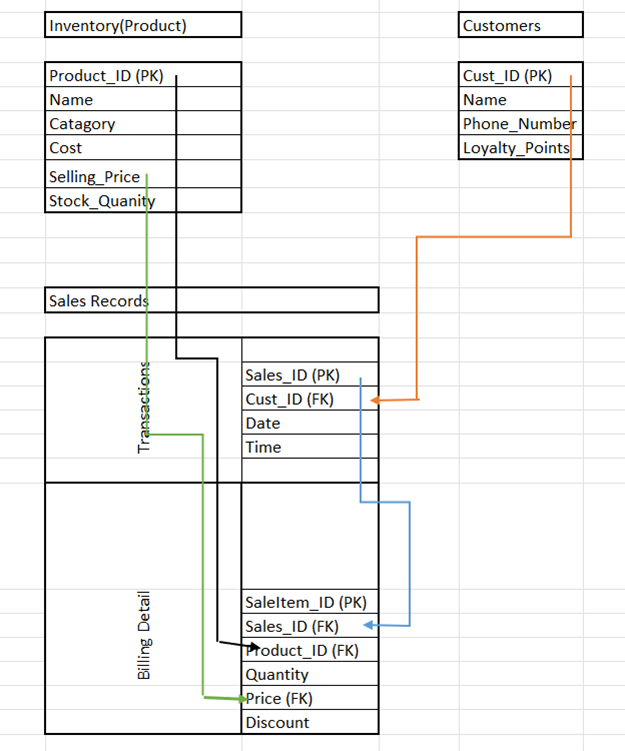 Inventory(Product)
Customers
Product_ID (PK)
Name
Catagory
Cost
Selling_Price
Stock_Quanity
Cust_ID (PK)
Name
Phone_Number
Loyalty_Points
Sales Records
Transactions
Sales_ID (PK)
Cust_ID (FK)
Date
Time
Billing Detail
SaleItem_ID (PK)
Sales_ID (FK)
Product_ID (FK)
Quantity
Price (FK)
Discount